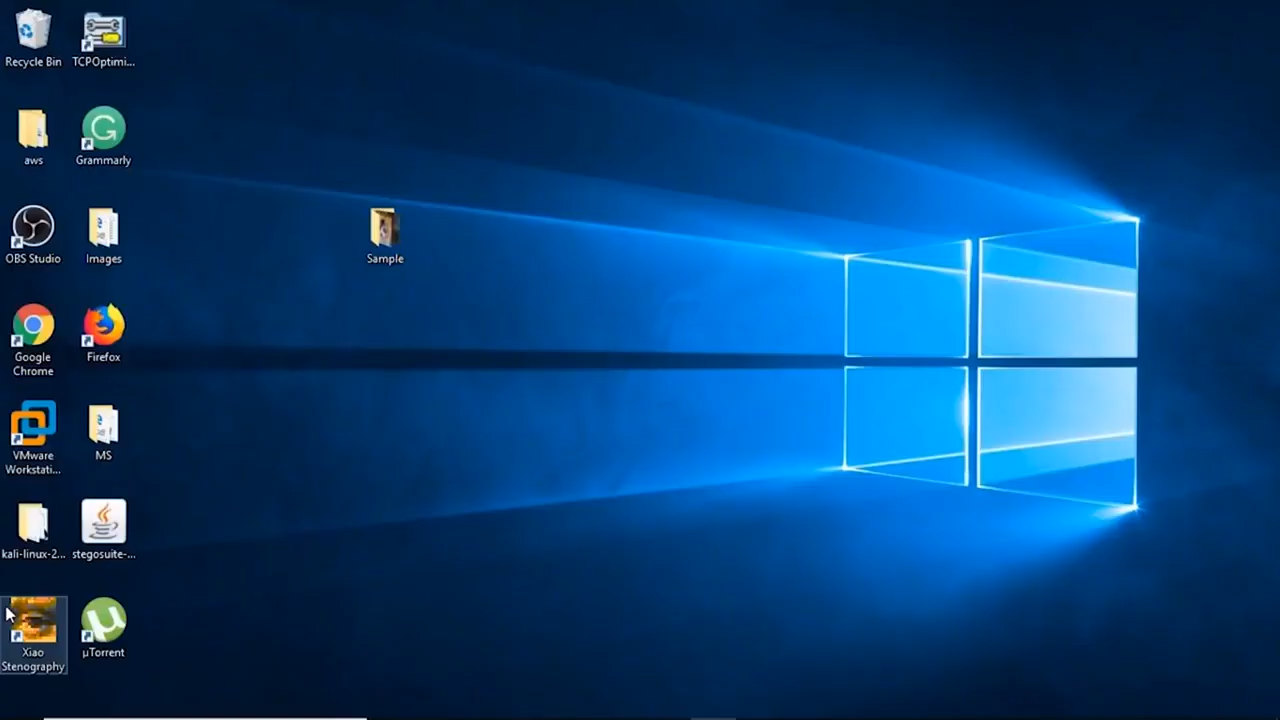 Recycle Bin
TCPOptimi...
aws
Grammarly
OBS Studio
Images
Sample
Google
Chrome
Firefox
VMware
Workstati...
MS
kali-linux-2...
stegosuite-...
Xiao
Stenography
µTorrent